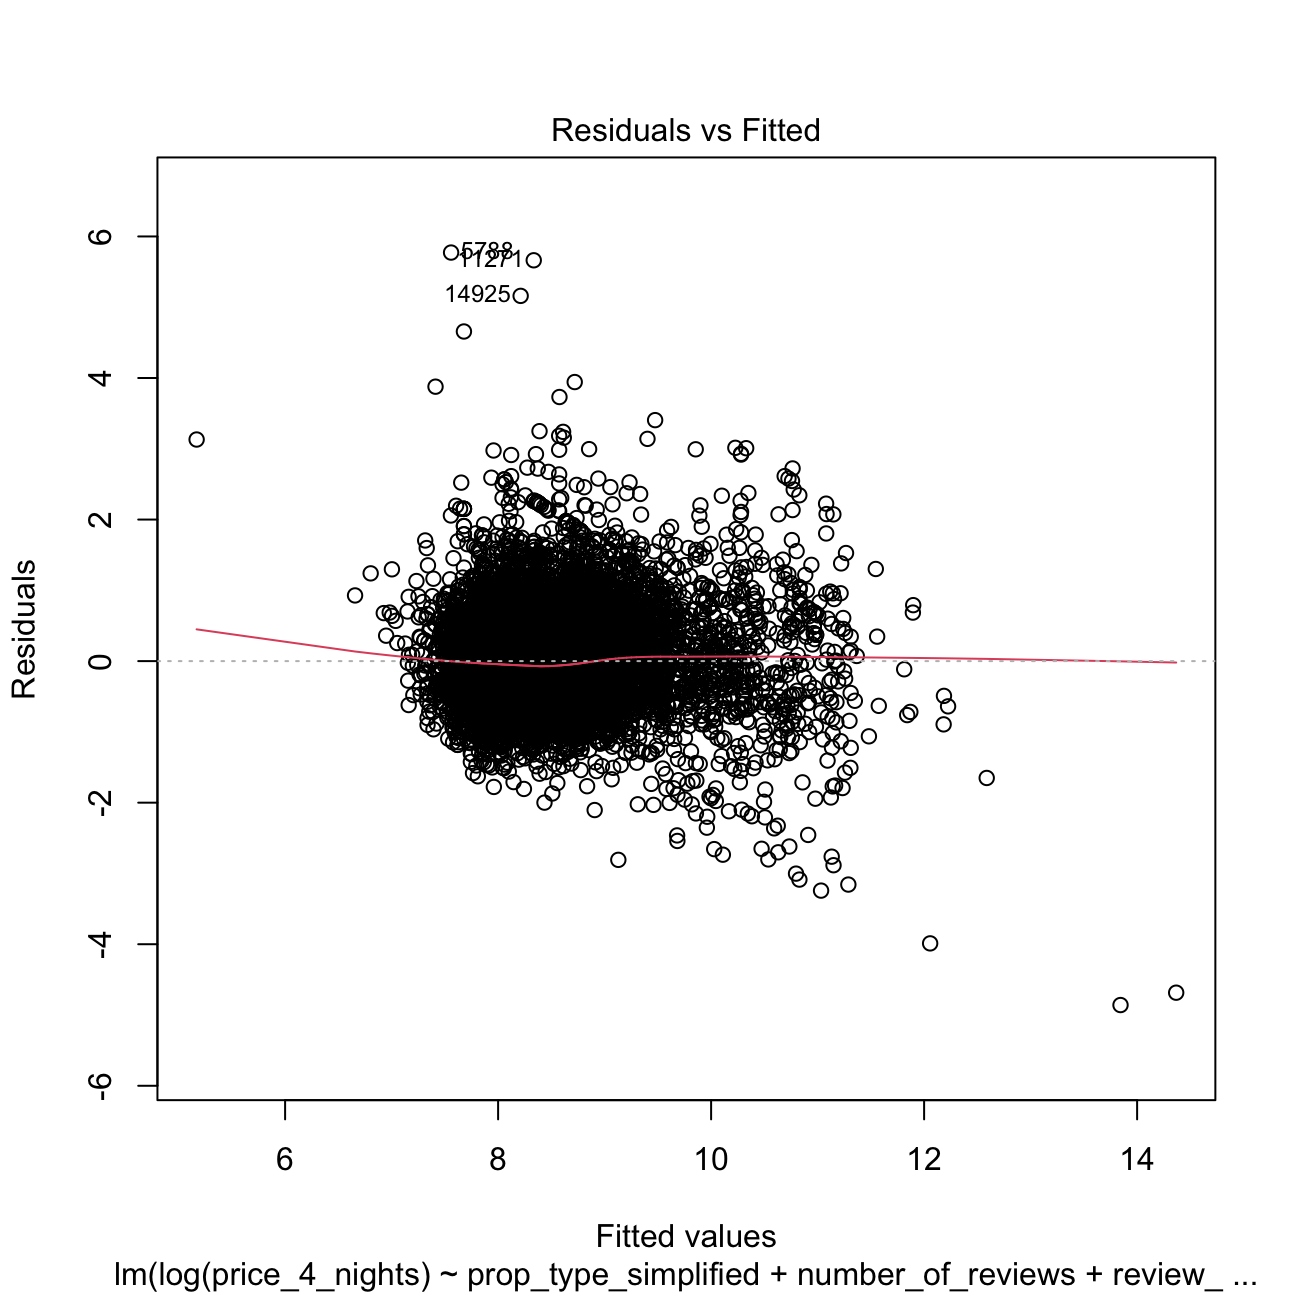 Residuals vs Fitted
Residuals
6
4
2
0
-2
-4
-6
5788
11271
14925
6 8 10 12 14
Fitted values
lm(log(price_4_nights) ~ prop_type_simplified + number_of_reviews + review_ ...